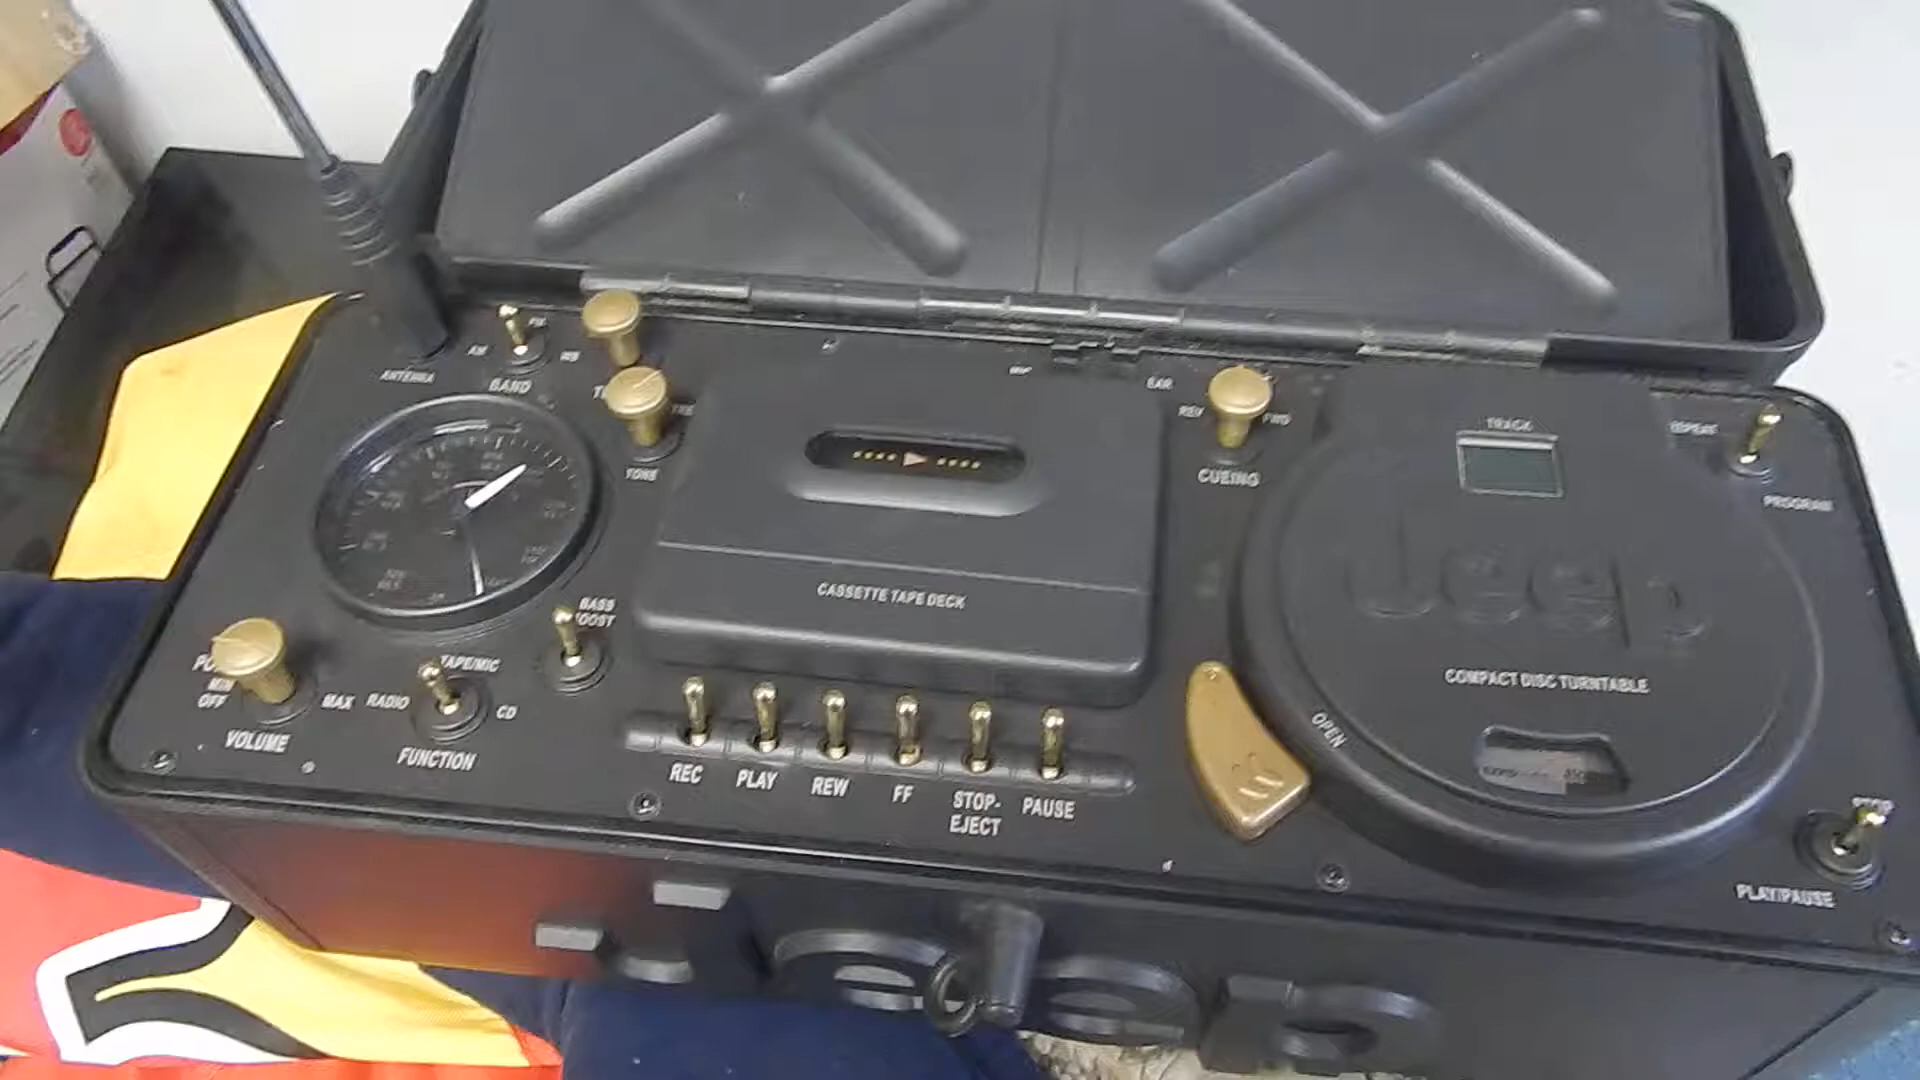 AM
FM
WB
ANTENNA
BAND
TONE
EAR
REV
FWD
CUEING
TRACK
REPEAT
PROGRAM
CASSETTE TAPE DECK
Jeep
COMPACT DISC TURNTABLE
OPEN
BASS
MIN
OFF
MAX
VOLUME
TAPE/MIC
RADIO
CD
FUNCTION
REC
PLAY
REW
FF
STOP-
EJECT
PAUSE
STOP
PLAY/PAUSE